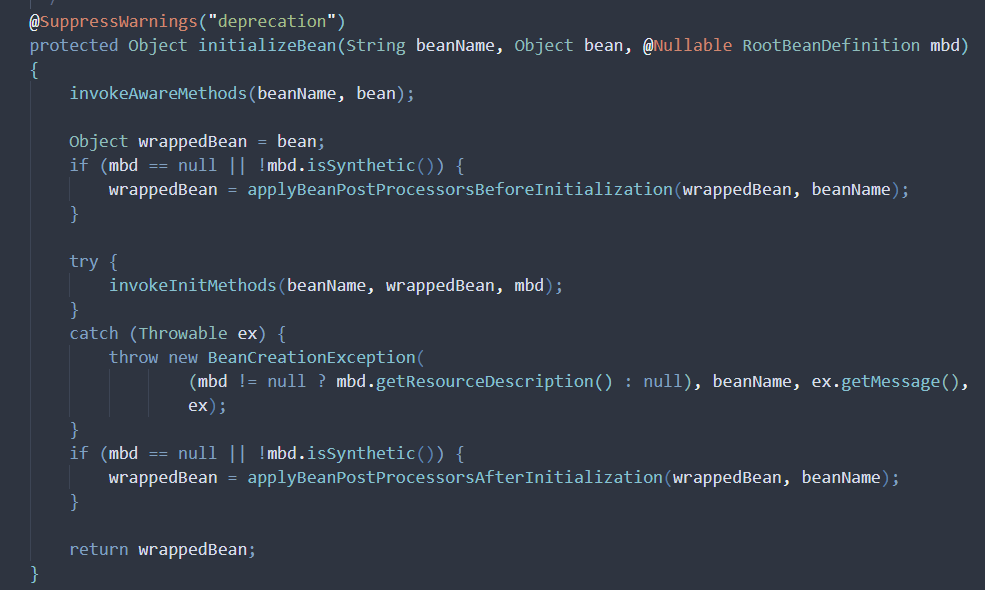 @SuppressWarnings("deprecation")
protected Object initializeBean(String beanName, Object bean, @Nullable RootBeanDefinition mbd)
{
invokeAwareMethods(beanName, bean);
Object wrappedBean = bean;
if (mbd == null || !mbd.isSynthetic()) {
wrappedBean = applyBeanPostProcessorsBeforeInitialization(wrappedBean, beanName);
}
try {
invokeInitMethods(beanName, wrappedBean, mbd);
}
catch (Throwable ex) {
throw new BeanCreationException(
(mbd != null ? mbd.getResourceDescription() : null), beanName, ex.getMessage(),
ex);
}
if (mbd == null || !mbd.isSynthetic()) {
wrappedBean = applyBeanPostProcessorsAfterInitialization(wrappedBean, beanName);
}
return wrappedBean;
}